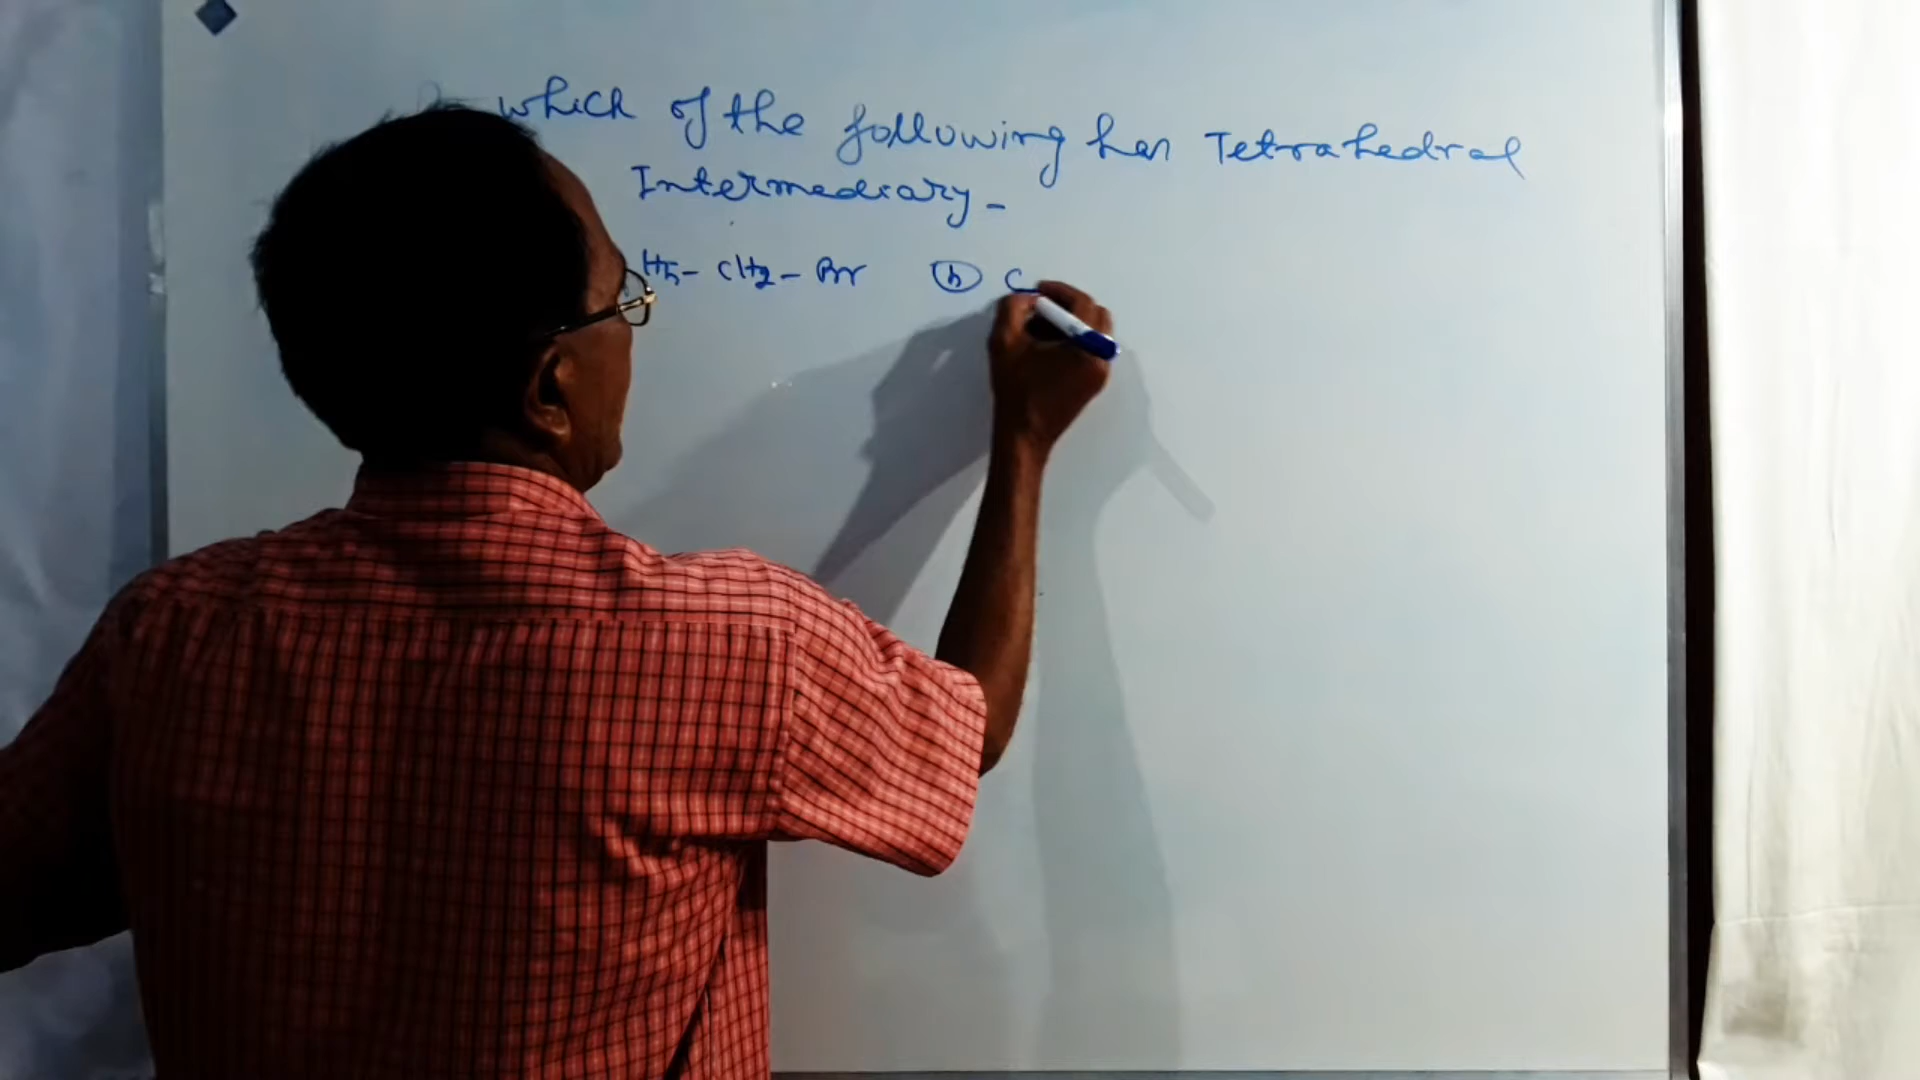 which of the following has Tetrahedral
Intermediary -
H5 - CH2 - Br (b) C